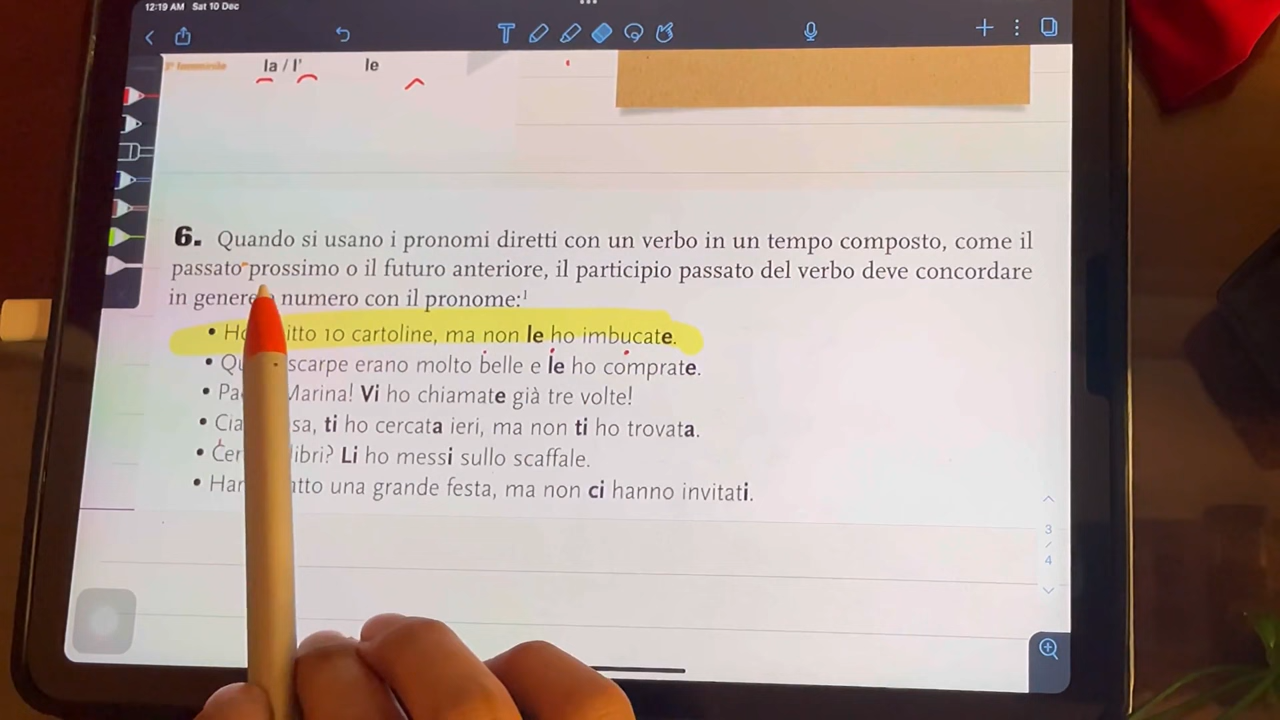 12:19 AM Sat 10 Dec
la / l' le
6. Quando si usano i pronomi diretti con un verbo in un tempo composto, come il
passato prossimo o il futuro anteriore, il participio passato del verbo deve concordare
in genere numero con il pronome:¹
• 10 cartoline, ma non le ho imbucate.
• scarpe erano molto belle e le ho comprate.
• Marina! Vi ho chiamate già tre volte!
• ti ho cercata ieri, ma non ti ho trovata.
• libri? Li ho messi sullo scaffale.
• una grande festa, ma non ci hanno invitati.
3
/
4